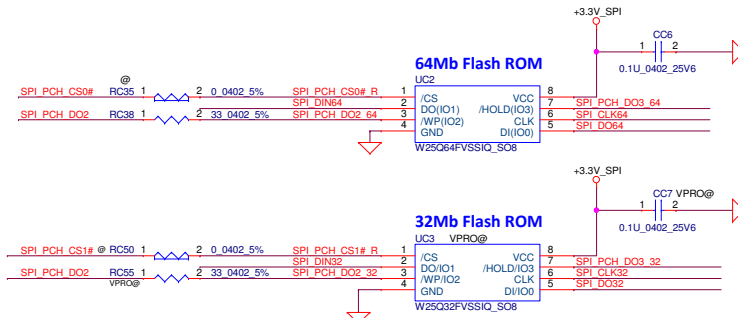 +3.3V_SPI
CC6
1 2
0.1U_0402_25V6
64Mb Flash ROM
UC2
@
SPI_PCH_CS0# RC35 1 2 0_0402_5% SPI_PCH_CS0#_R 1 /CS VCC 8
SPI_DIN64 2 DO(IO1) /HOLD(IO3) 7 SPI_PCH_DO3_64
SPI_PCH_DO2 RC38 1 2 33_0402_5% SPI_PCH_DO2_64 3 /WP(IO2) CLK 6 SPI_CLK64
4 GND DI(IO0) 5 SPI_DO64
W25Q64FVSSIQ_SO8
+3.3V_SPI
CC7 VPRO@
1 2
0.1U_0402_25V6
32Mb Flash ROM
UC3 VPRO@
SPI_PCH_CS1# @ RC50 1 2 0_0402_5% SPI_PCH_CS1#_R 1 /CS VCC 8
SPI_DIN32 2 DO/IO1 /HOLD/IO3 7 SPI_PCH_DO3_32
SPI_PCH_DO2 RC55 1 2 33_0402_5% SPI_PCH_DO2_32 3 /WP/IO2 CLK 6 SPI_CLK32
VPRO@
4 GND DI/IO0 5 SPI_DO32
W25Q32FVSSIQ_SO8